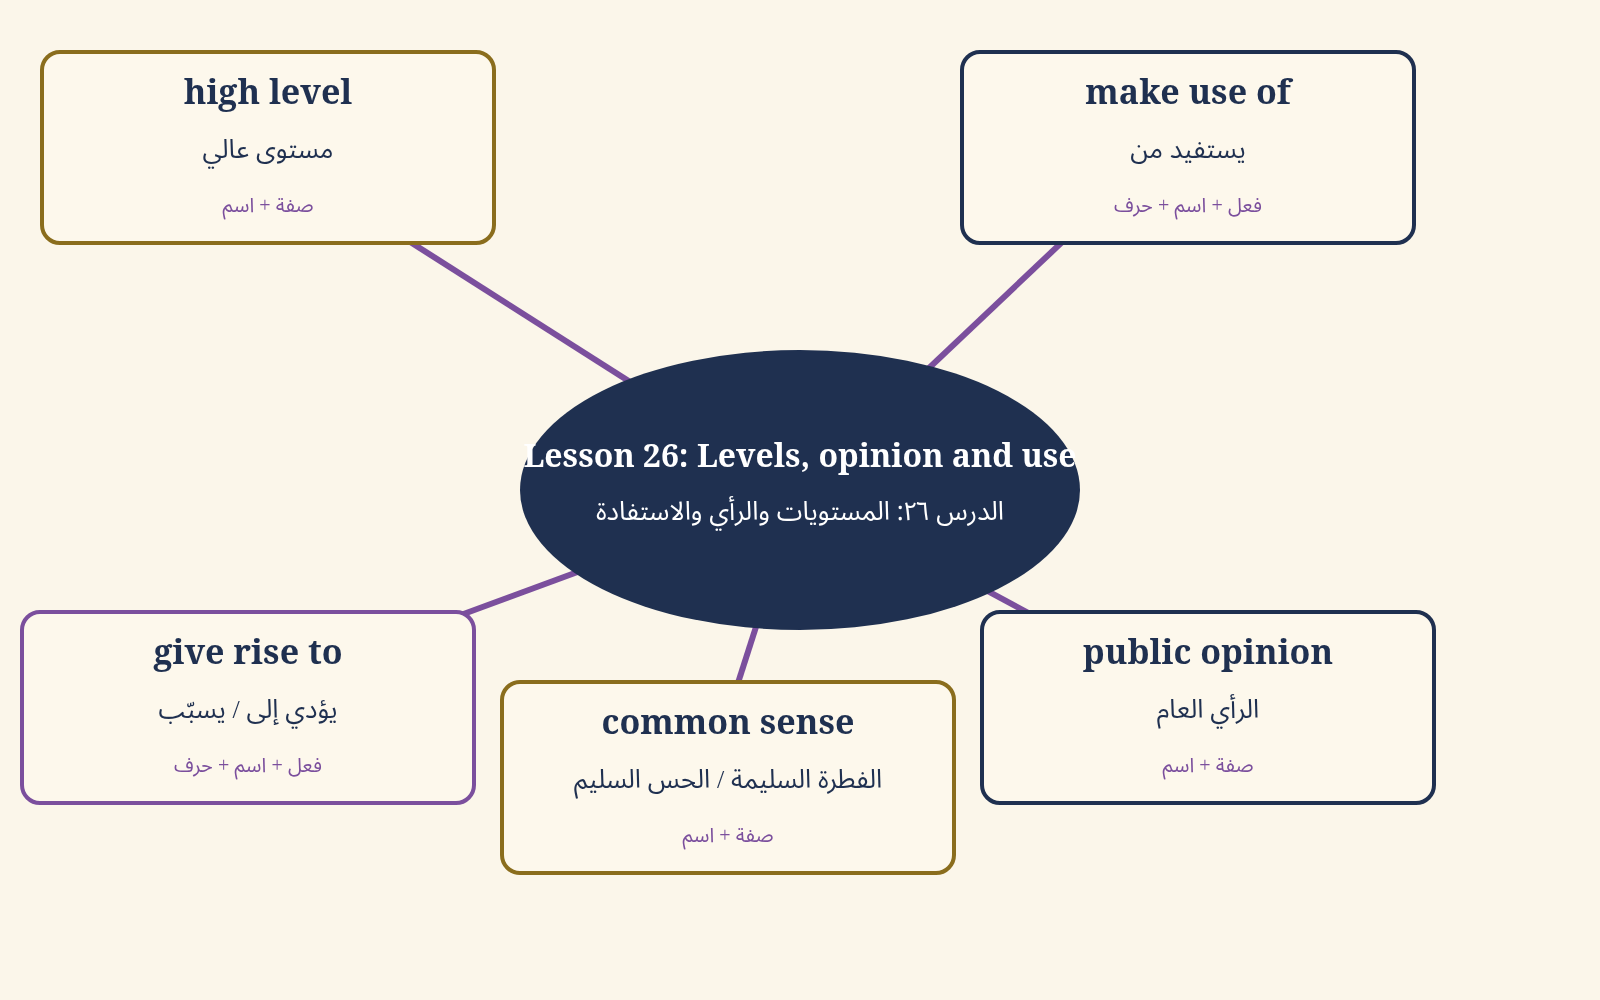 high level
مستوى عالي
صفة + اسم
make use of
يستفيد من
فعل + اسم + حرف
Lesson 26: Levels, opinion and use
الدرس ٢٦: المستويات والرأي والاستفادة
give rise to
يؤدي إلى / يسبّب
فعل + اسم + حرف
common sense
الفطرة السليمة / الحس السليم
صفة + اسم
public opinion
الرأي العام
صفة + اسم